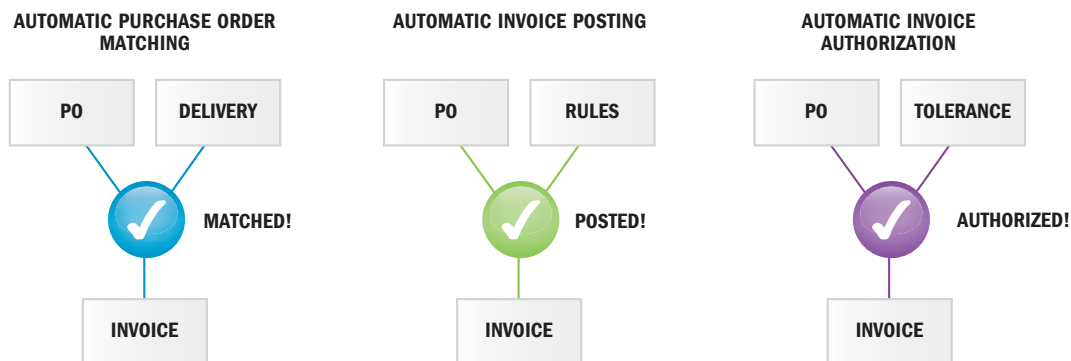 AUTOMATIC PURCHASE ORDER
MATCHING
PO
DELIVERY
MATCHED!
INVOICE
AUTOMATIC INVOICE POSTING
PO
RULES
POSTED!
INVOICE
AUTOMATIC INVOICE
AUTHORIZATION
PO
TOLERANCE
AUTHORIZED!
INVOICE